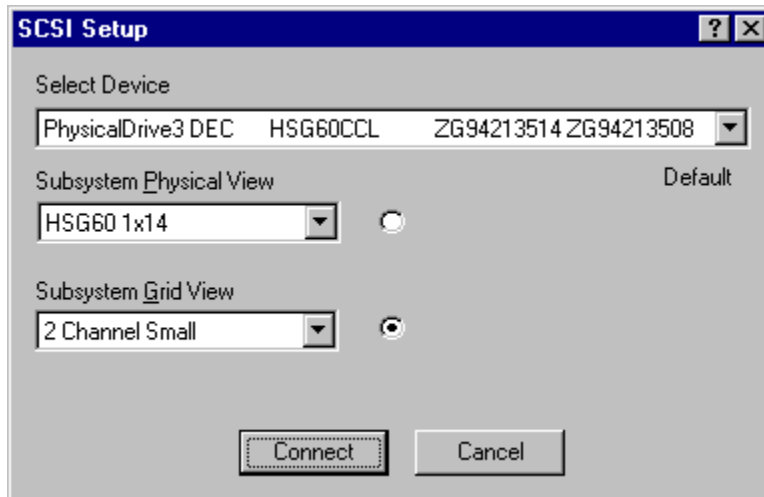 SCSI Setup
Select Device
PhysicalDrive3 DEC HSG60CCL ZG94213514 ZG94213508
Subsystem Physical View
Default
HSG60 1x14
Subsystem Grid View
2 Channel Small
Connect
Cancel